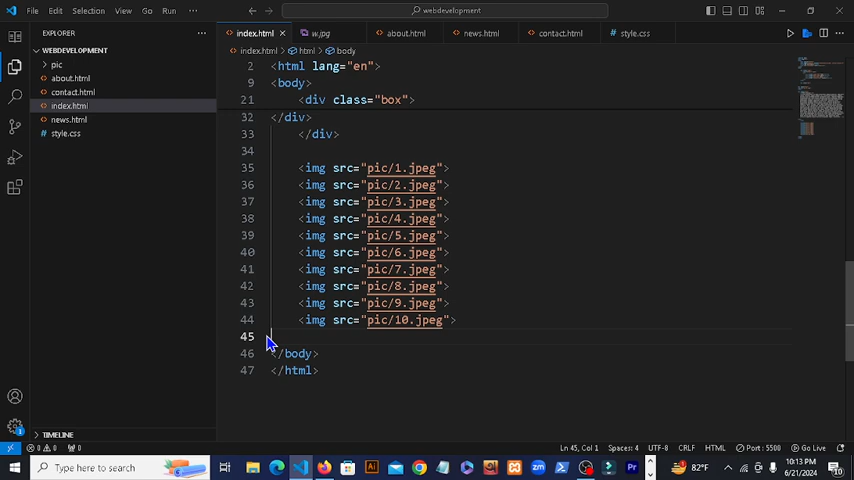 File Edit Selection View Go Run ··· webdevelopment
EXPLORER ···
WEBDEVELOPMENT
pic
about.html
contact.html
index.html
news.html
# style.css
TIMELINE
index.html × w.jpg about.html news.html contact.html # style.css
index.html > html > body
2 <html lang="en">
9 <body>
21 <div class="box">
32 </div>
33 </div>
34
35 <img src="pic/1.jpeg">
36 <img src="pic/2.jpeg">
37 <img src="pic/3.jpeg">
38 <img src="pic/4.jpeg">
39 <img src="pic/5.jpeg">
40 <img src="pic/6.jpeg">
41 <img src="pic/7.jpeg">
42 <img src="pic/8.jpeg">
43 <img src="pic/9.jpeg">
44 <img src="pic/10.jpeg">
45
46 </body>
47 </html>
0 0 0 Ln 45, Col 1 Spaces: 4 UTF-8 CRLF HTML Port : 5500 Go Live
Type here to search Ai zm Pr 82°F 10:13 PM
6/21/2024 10